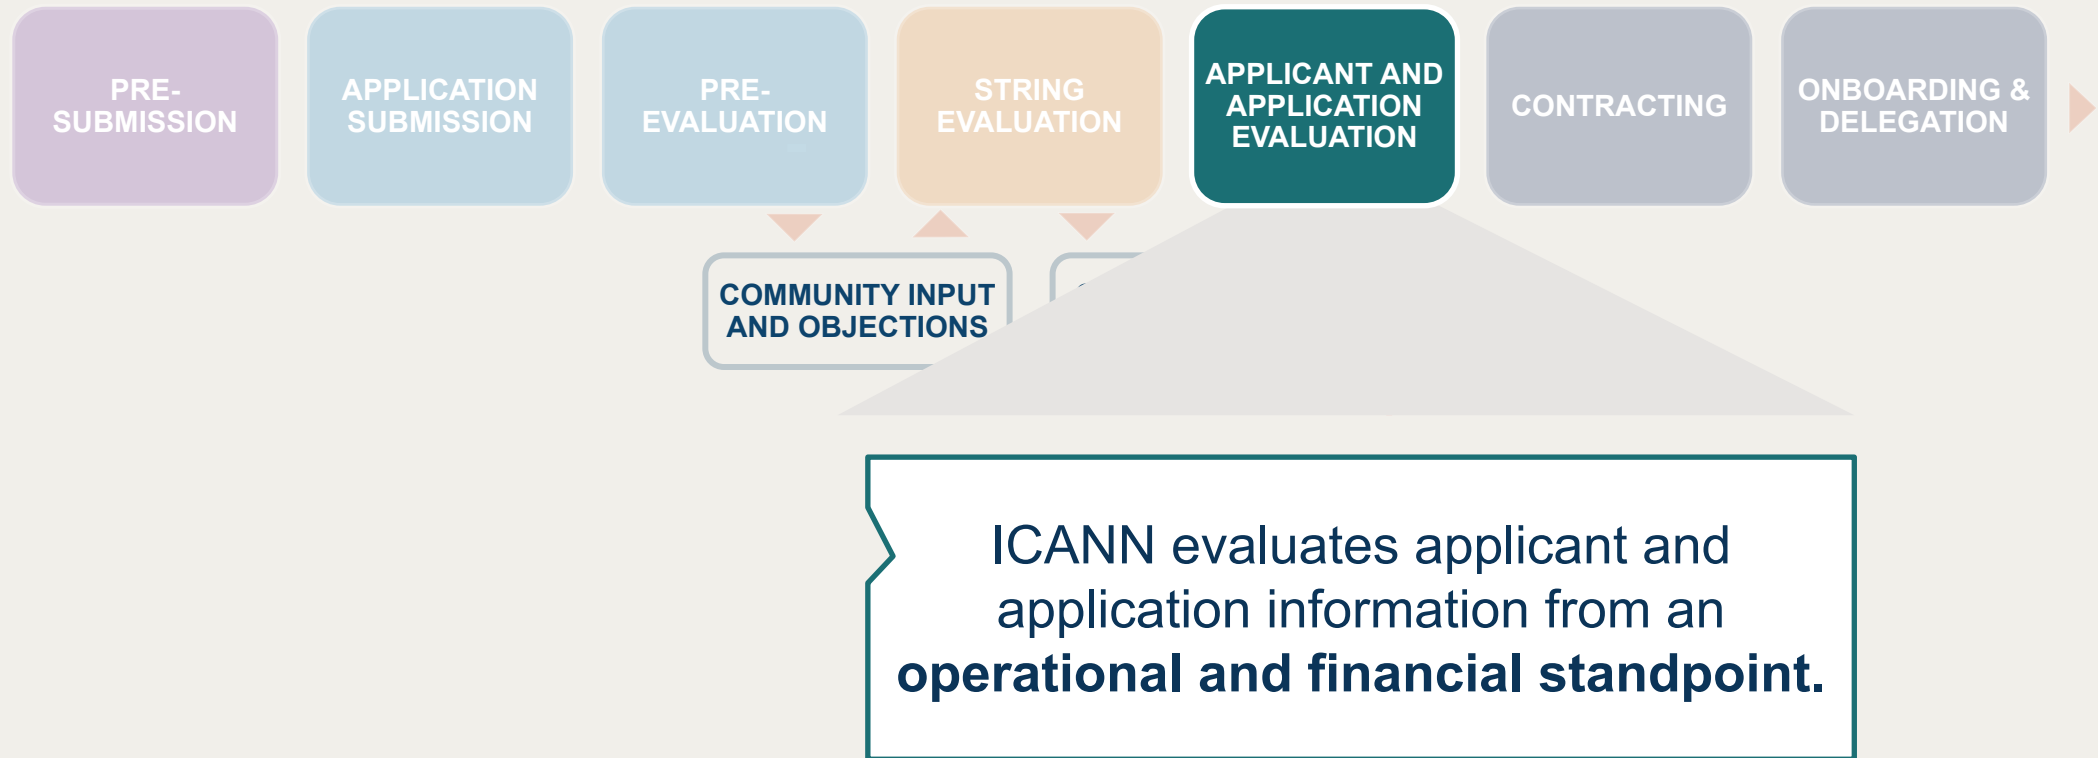 PRE-
SUBMISSION
APPLICATION
SUBMISSION
PRE-
EVALUATION
STRING
EVALUATION
APPLICANT AND
APPLICATION
EVALUATION
CONTRACTING
ONBOARDING &
DELEGATION
COMMUNITY INPUT
AND OBJECTIONS
ICANN evaluates applicant and
application information from an
operational and financial standpoint.